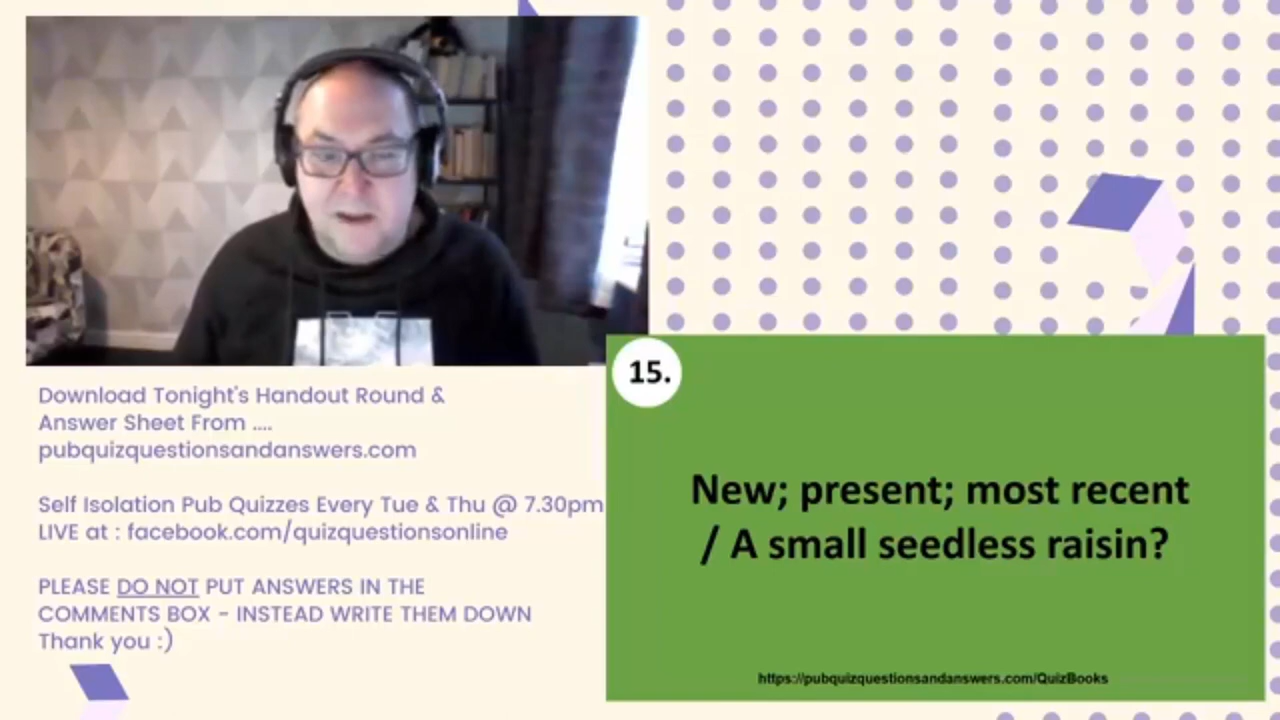 Download Tonight's Handout Round &
Answer Sheet From ....
pubquizquestionsandanswers.com
Self Isolation Pub Quizzes Every Tue & Thu @ 7.30pm
LIVE at : facebook.com/quizquestionsonline
PLEASE DO NOT PUT ANSWERS IN THE
COMMENTS BOX - INSTEAD WRITE THEM DOWN
Thank you :)
15.
New; present; most recent
/ A small seedless raisin?
https://pubquizquestionsandanswers.com/QuizBooks